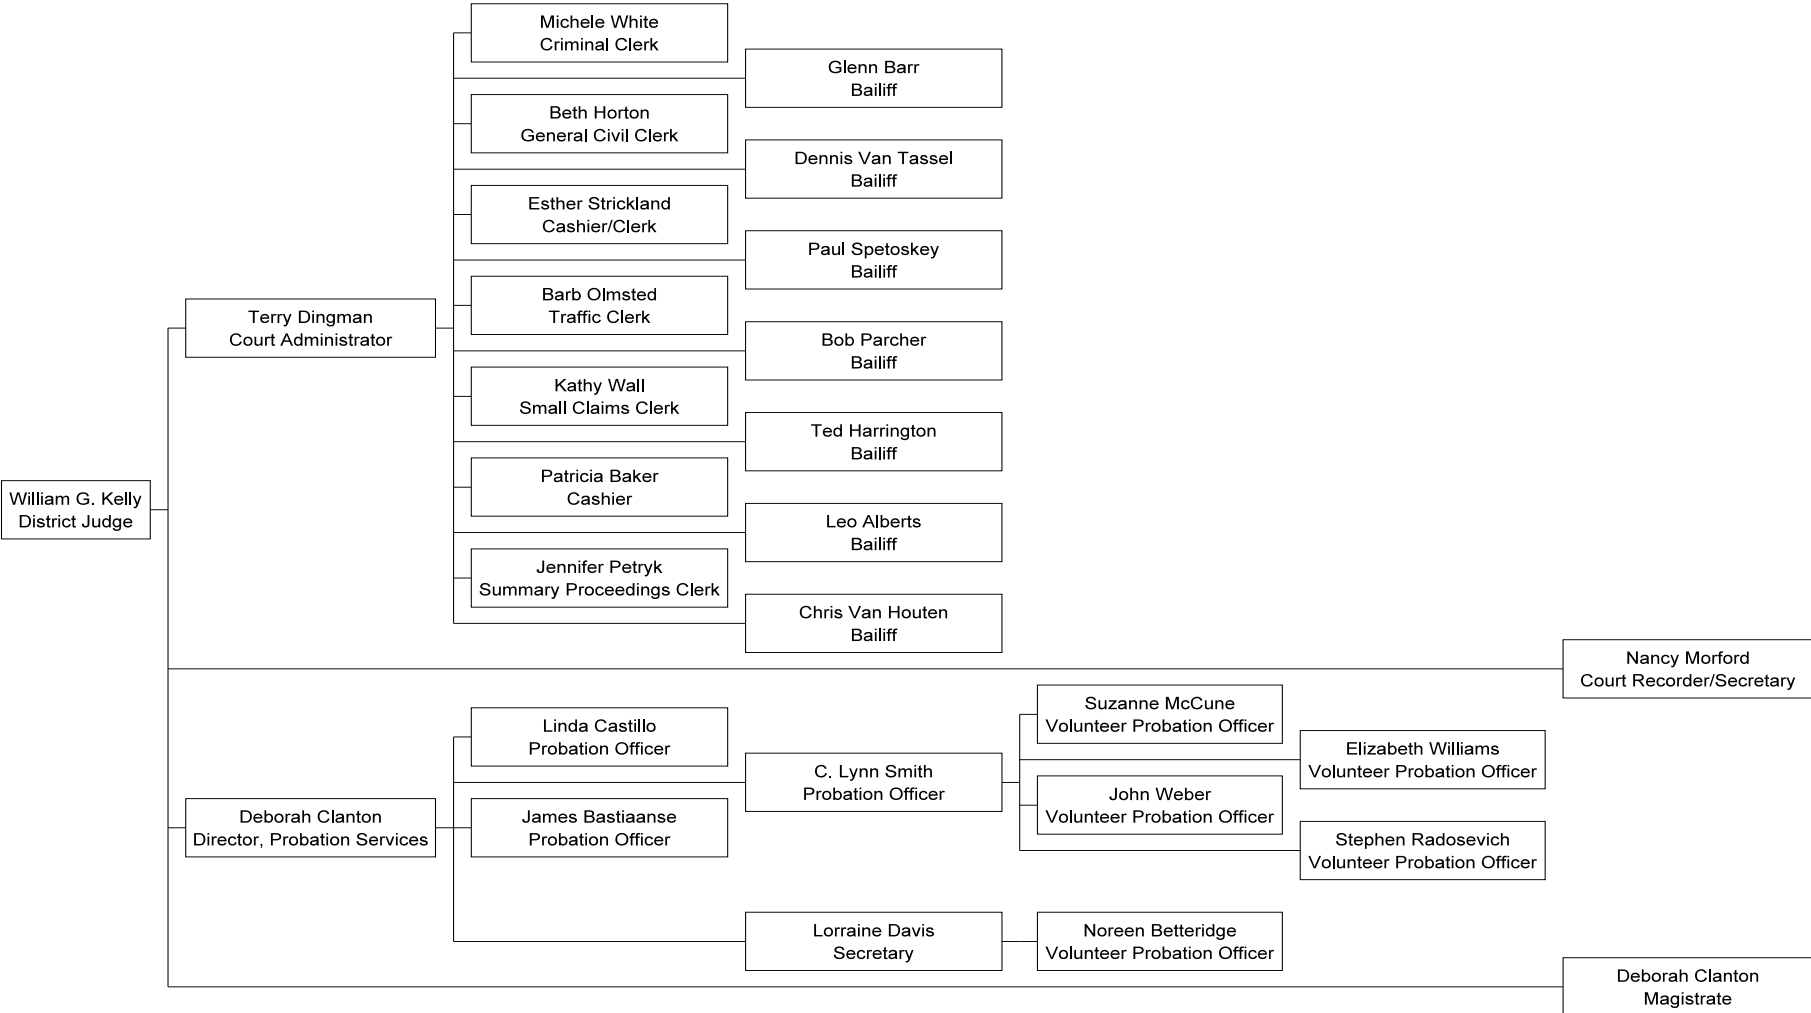 Michele White
Criminal Clerk
Glenn Barr
Bailiff
Beth Horton
General Civil Clerk
Dennis Van Tassel
Bailiff
Esther Strickland
Cashier/Clerk
Paul Spetoskey
Bailiff
Barb Olmsted
Traffic Clerk
Terry Dingman
Court Administrator
Bob Parcher
Bailiff
Kathy Wall
Small Claims Clerk
Ted Harrington
Bailiff
Patricia Baker
Cashier
William G. Kelly
District Judge
Leo Alberts
Bailiff
Jennifer Petryk
Summary Proceedings Clerk
Chris Van Houten
Bailiff
Nancy Morford
Court Recorder/Secretary
Suzanne McCune
Volunteer Probation Officer
Linda Castillo
Probation Officer
Elizabeth Williams
Volunteer Probation Officer
C. Lynn Smith
Probation Officer
John Weber
Volunteer Probation Officer
Deborah Clanton
Director, Probation Services
James Bastiaanse
Probation Officer
Stephen Radosevich
Volunteer Probation Officer
Lorraine Davis
Secretary
Noreen Betteridge
Volunteer Probation Officer
Deborah Clanton
Magistrate